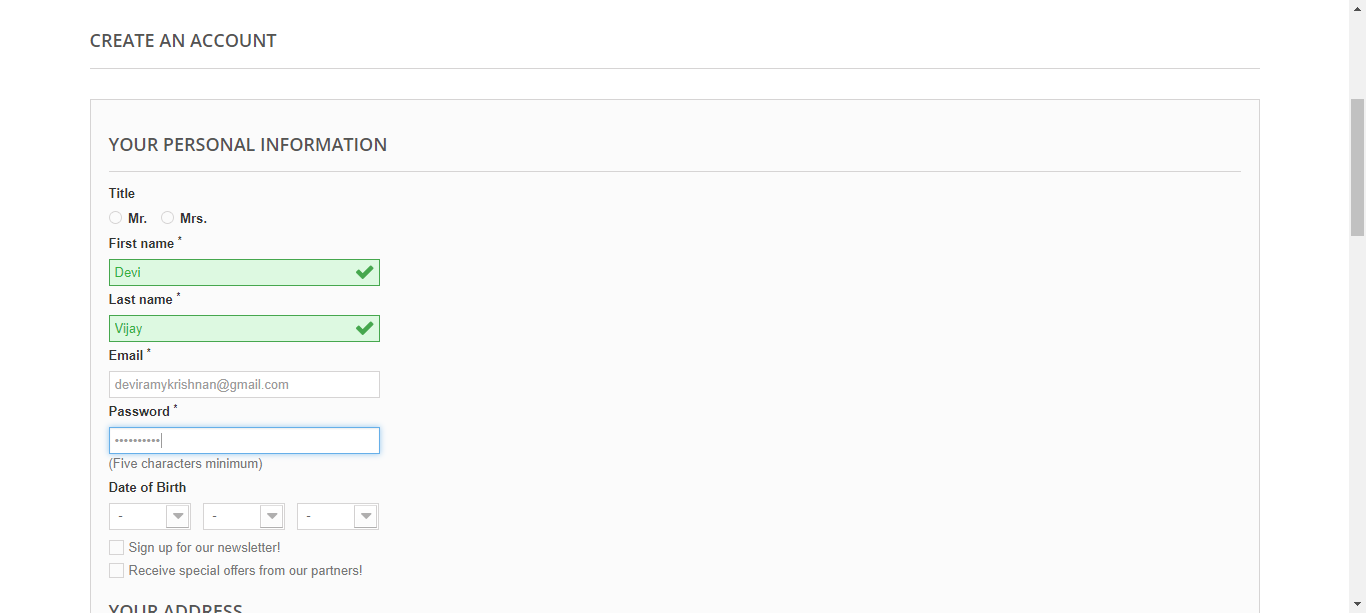 CREATE AN ACCOUNT
YOUR PERSONAL INFORMATION
Title
Mr. Mrs.
First name *
Devi
Last name *
Vijay
Email *
deviramykrishnan@gmail.com
Password *
••••••••••
(Five characters minimum)
Date of Birth
- - -
Sign up for our newsletter!
Receive special offers from our partners!
YOUR ADDRESS